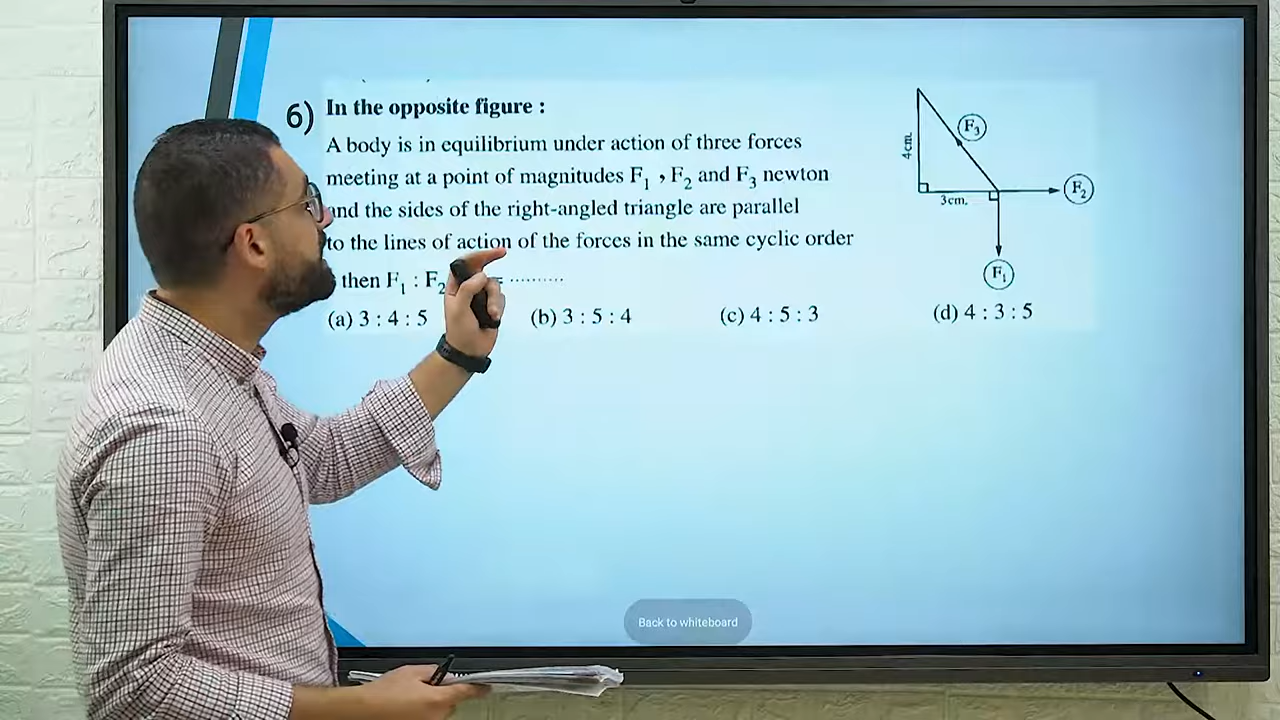 6) In the opposite figure :
A body is in equilibrium under action of three forces
meeting at a point of magnitudes F₁ , F₂ and F₃ newton
and the sides of the right-angled triangle are parallel
to the lines of action of the forces in the same cyclic order
then F₁ : F₂ = ..........
(a) 3 : 4 : 5 (b) 3 : 5 : 4 (c) 4 : 5 : 3 (d) 4 : 3 : 5
F₃
4cm.
F₂
3cm.
F₁
Back to whiteboard